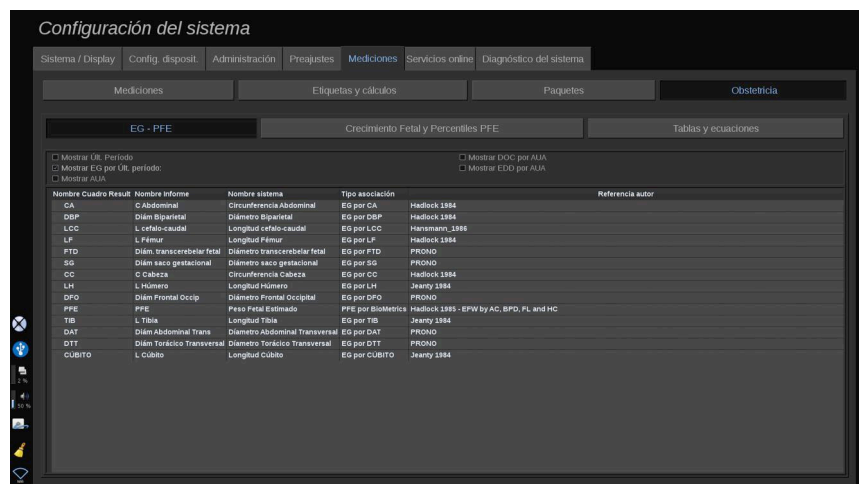 Configuración del sistema
Sistema / Display Config. disposit. Administración Preajustes Mediciones Servicios online Diagnóstico del sistema
Mediciones Etiquetas y cálculos Paquetes Obstetricia
EG - PFE Crecimiento Fetal y Percentiles PFE Tablas y ecuaciones
Mostrar Últ. Período Mostrar DOC por AUA
Mostrar EG por Últ. período: Mostrar EDD por AUA
Mostrar AUA
Nombre Cuadro Result Nombre Informe Nombre sistema Tipo asociación Referencia autor
CA C Abdominal Circunferencia Abdominal EG por CA Hadlock 1984
DBP Diám Biparietal Diámetro Biparietal EG por DBP Hadlock 1984
LCC L cefalo-caudal Longitud cefalo-caudal EG por LCC Hansmann_1986
LF L Fémur Longitud Fémur EG por LF Hadlock 1984
FTD Diám. transcerebelar fetal Diámetro transcerebelar fetal EG por FTD PRONO
SG Diám saco gestacional Diámetro saco gestacional EG por SG PRONO
CC C Cabeza Circunferencia Cabeza EG por CC Hadlock 1984
LH L Húmero Longitud Húmero EG por LH Jeanty 1984
DFO Diám Frontal Occip Diámetro Frontal Occipital EG por DFO PRONO
PFE PFE Peso Fetal Estimado PFE por BioMetrics Hadlock 1985 - EFW by AC, BPD, FL and HC
TIB L Tibia Longitud Tibia EG por TIB Jeanty 1984
DAT Diám Abdominal Trans Díametro Abdominal Transversal EG por DAT PRONO
DTT Diám Torácico Transversal Díametro Torácico Transversal EG por DTT PRONO
CÚBITO L Cúbito Longitud Cúbito EG por CÚBITO Jeanty 1984
2 %
50 %